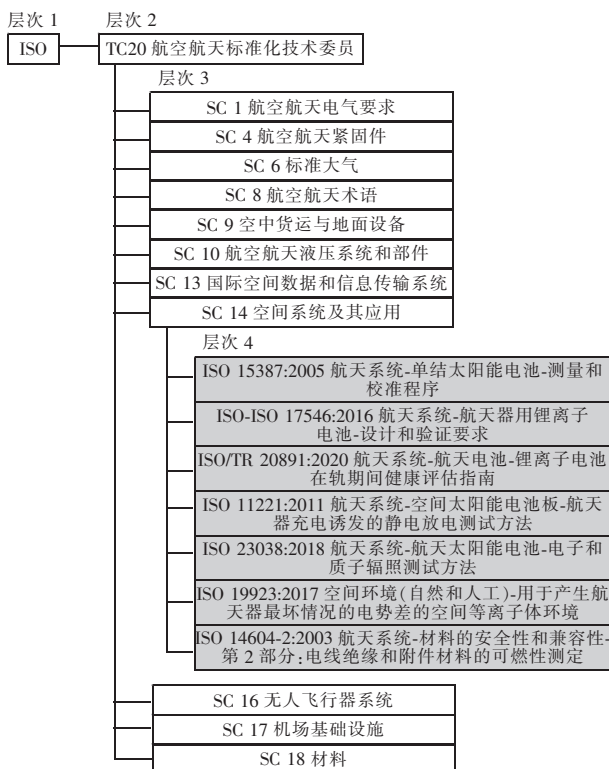 层次 1 层次 2
ISO TC20 航空航天标准化技术委员
层次 3
SC 1 航空航天电气要求
SC 4 航空航天紧固件
SC 6 标准大气
SC 8 航空航天术语
SC 9 空中货运与地面设备
SC 10 航空航天液压系统和部件
SC 13 国际空间数据和信息传输系统
SC 14 空间系统及其应用
层次 4
ISO 15387:2005 航天系统-单结太阳能电池-测量和
校准程序
ISO-ISO 17546:2016 航天系统-航天器用锂离子
电池-设计和验证要求
ISO/TR 20891:2020 航天系统-航天电池-锂离子电池
在轨期间健康评估指南
ISO 11221:2011 航天系统-空间太阳能电池板-航天
器充电诱发的静电放电测试方法
ISO 23038:2018 航天系统-航天太阳能电池-电子和
质子辐照测试方法
ISO 19923:2017 空间环境(自然和人工)-用于产生航
天器最坏情况的电势差的空间等离子体环境
ISO 14604-2:2003 航天系统-材料的安全性和兼容性-
第 2 部分:电线绝缘和附件材料的可燃性测定
SC 16 无人飞行器系统
SC 17 机场基础设施
SC 18 材料